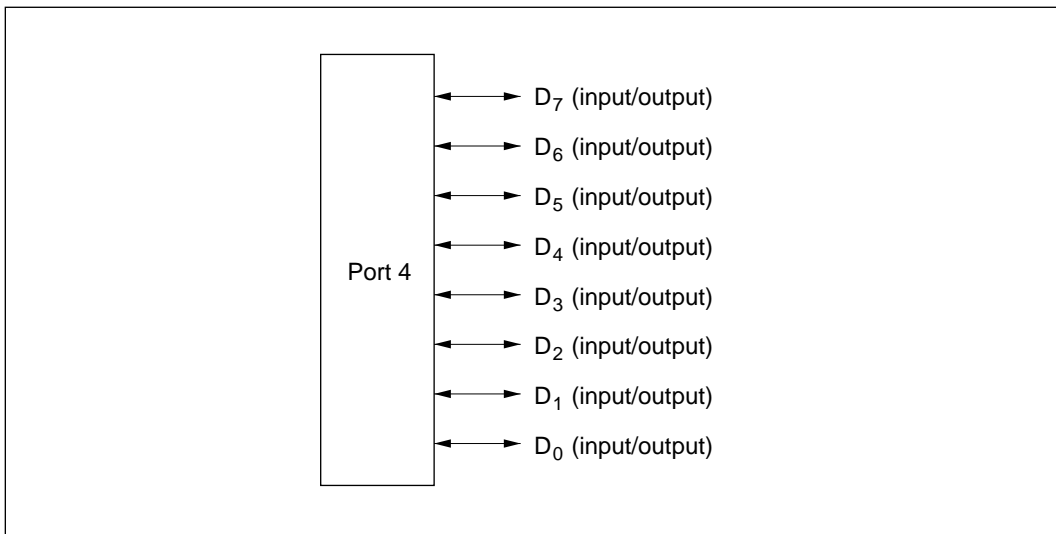 D7 (input/output)
D6 (input/output)
D5 (input/output)
D4 (input/output)
Port 4
D3 (input/output)
D2 (input/output)
D1 (input/output)
D0 (input/output)